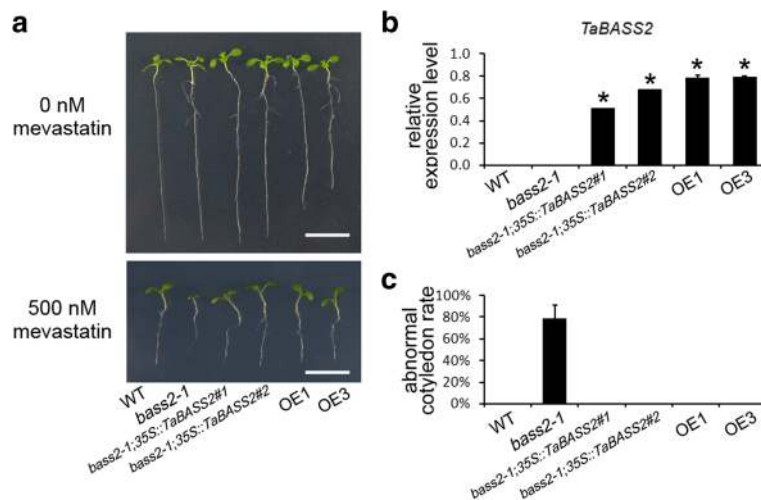 a
0 nM
mevastatin
500 nM
mevastatin
WT
bass2-1
bass2-1;35S::TaBASS2#1
bass2-1;35S::TaBASS2#2
OE1
OE3
b
TaBASS2
relative
expression level
1.0
0.8
0.6
0.4
0.2
0.0
* * * *
WT
bass2-1
bass2-1;35S::TaBASS2#1
bass2-1;35S::TaBASS2#2
OE1
OE3
c
abnormal
cotyledon rate
100%
80%
60%
40%
20%
0%
WT
bass2-1
bass2-1;35S::TaBASS2#1
bass2-1;35S::TaBASS2#2
OE1
OE3